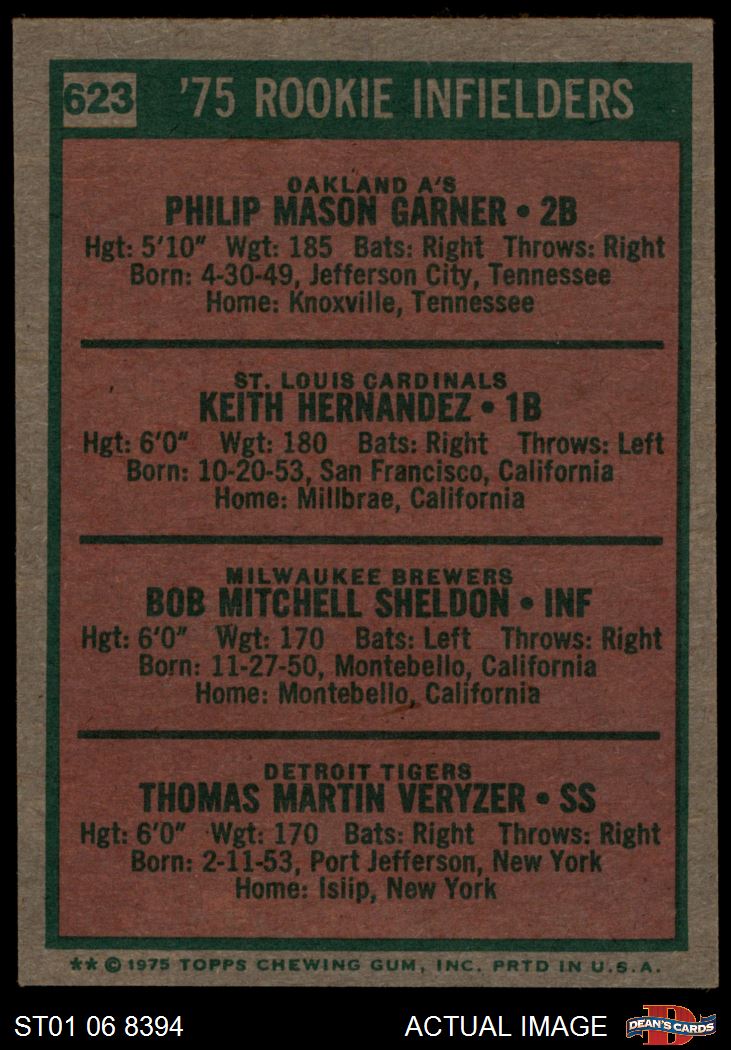 623 '75 ROOKIE INFIELDERS
OAKLAND A'S
PHILIP MASON GARNER • 2B
Hgt: 5'10" Wgt: 185 Bats: Right Throws: Right
Born: 4-30-49, Jefferson City, Tennessee
Home: Knoxville, Tennessee
ST. LOUIS CARDINALS
KEITH HERNANDEZ • 1B
Hgt: 6'0" Wgt: 180 Bats: Right Throws: Left
Born: 10-20-53, San Francisco, California
Home: Millbrae, California
MILWAUKEE BREWERS
BOB MITCHELL SHELDON • INF
Hgt: 6'0" Wgt: 170 Bats: Left Throws: Right
Born: 11-27-50, Montebello, California
Home: Montebello, California
DETROIT TIGERS
THOMAS MARTIN VERYZER • SS
Hgt: 6'0" Wgt: 170 Bats: Right Throws: Right
Born: 2-11-53, Port Jefferson, New York
Home: Islip, New York
** © 1975 TOPPS CHEWING GUM, INC. PRTD IN U.S.A.
ST01 06 8394 ACTUAL IMAGE D DEAN'S CARDS